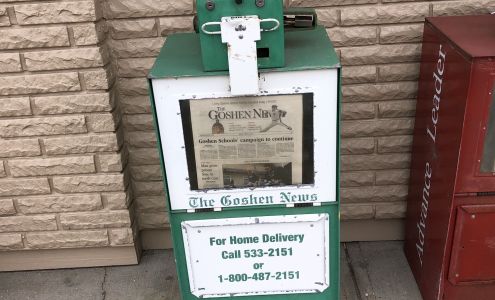 THE
GOSHEN NEWS
Goshen Schools' campaign to continue
The Goshen News
For Home Delivery
Call 533-2151
or
1-800-487-2151
Advance Leader